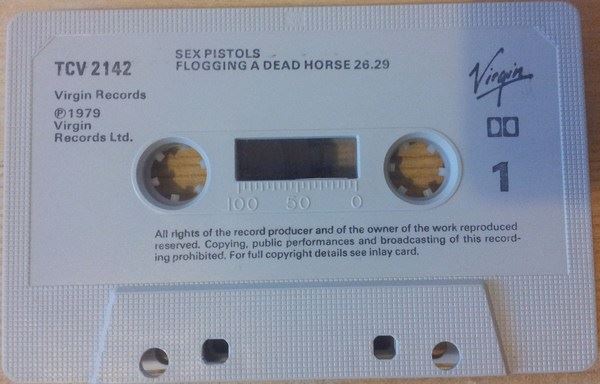 TCV 2142
SEX PISTOLS
FLOGGING A DEAD HORSE 26.29
Virgin
Virgin Records
℗1979
Virgin
Records Ltd.
1
100 50 0
All rights of the record producer and of the owner of the work reproduced
reserved. Copying, public performances and broadcasting of this record-
ing prohibited. For full copyright details see inlay card.